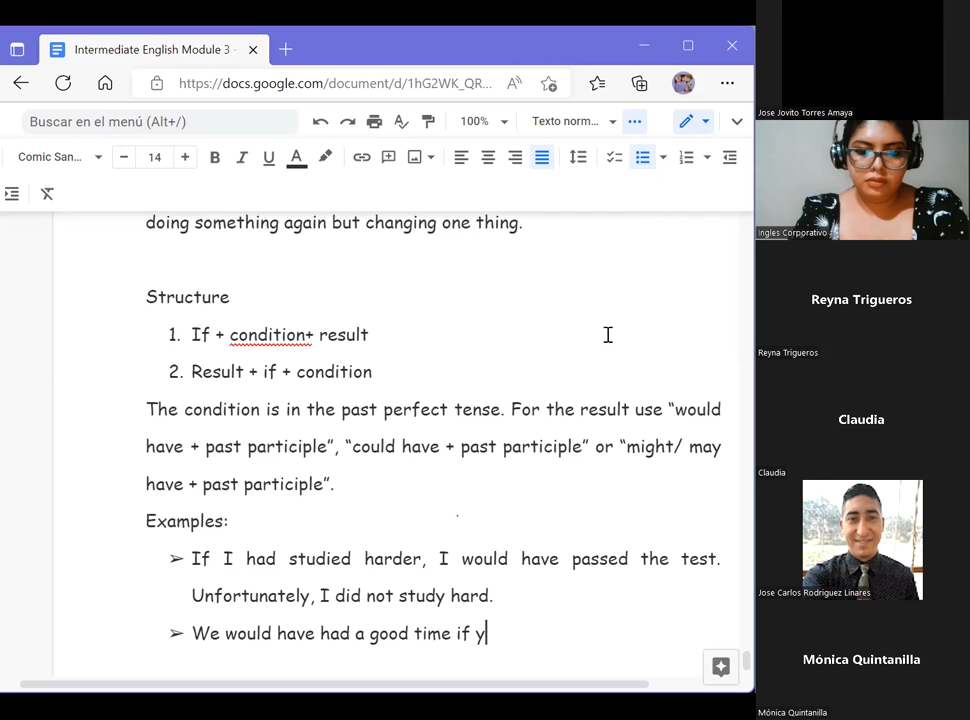 Intermediate English Module 3 -
https://docs.google.com/document/d/1hG2WK_QR...
Buscar en el menú (Alt+/)
100%
Texto norm...
Comic San...
14
doing something again but changing one thing.
Structure
1. If + condition+ result
2. Result + if + condition
The condition is in the past perfect tense. For the result use “would
have + past participle”, “could have + past participle” or “might/ may
have + past participle”.
Examples:
➢ If I had studied harder, I would have passed the test.
Unfortunately, I did not study hard.
➢ We would have had a good time if y
Jose Jovito Torres Amaya
Ingles Corporativo -
Reyna Trigueros
Reyna Trigueros
Claudia
Claudia
Jose Carlos Rodriguez Linares
Mónica Quintanilla
Mónica Quintanilla